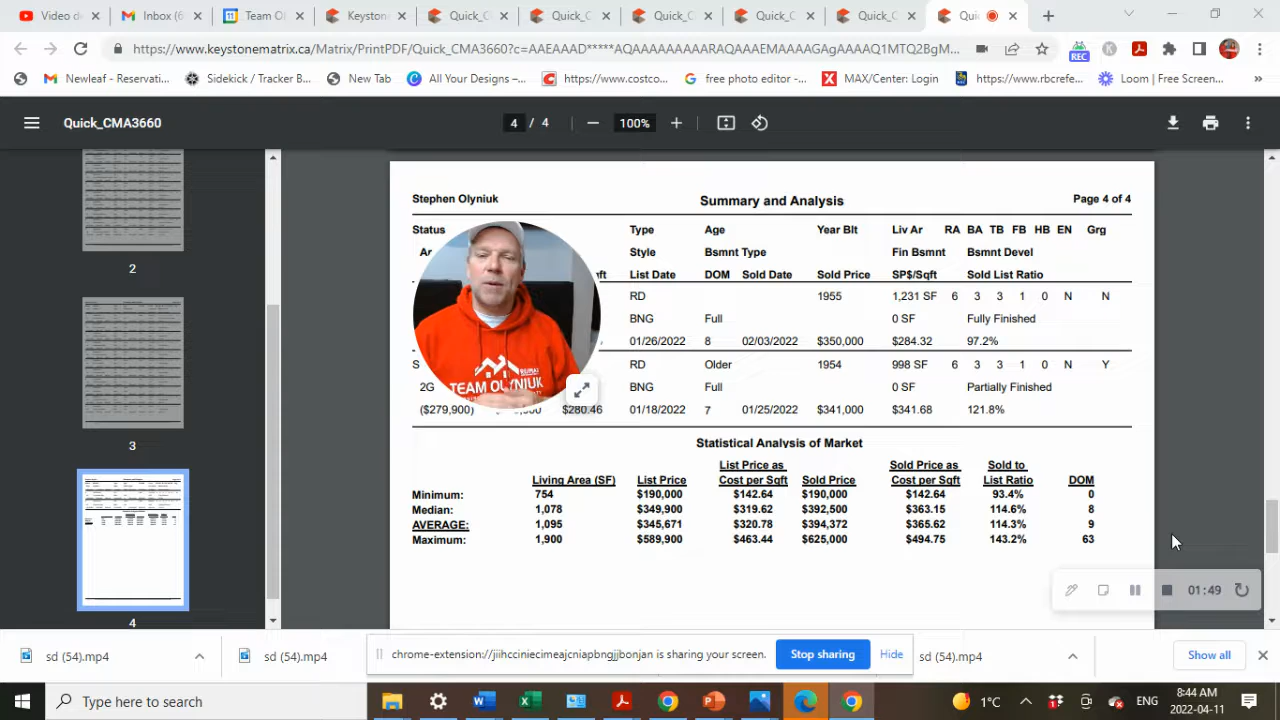 Video d
Inbox (6
Team Ol
Keyston
Quick_C
Quick_C
Quick_C
Quick_C
Quick_C
Qui
https://www.keystonematrix.ca/Matrix/PrintPDF/Quick_CMA3660?c=AAEAAAD*****AQAAAAAAAAARAQAAAEMAAAAGAgAAAAQ1MTQ2BgM...
REC
K
Newleaf - Reservati...
Sidekick / Tracker B...
New Tab
All Your Designs –...
https://www.costco...
free photo editor -...
MAX/Center: Login
https://www.rbcrefe...
Loom | Free Screen...
Quick_CMA3660
4 / 4
100%
2
3
4
Stephen Olyniuk Summary and Analysis Page 4 of 4
Status Type Age Year Blt Liv Ar RA BA TB FB HB EN Grg
Ar Style Bsmnt Type Fin Bsmnt Bsmnt Devel
ft List Date DOM Sold Date Sold Price SP$/Sqft Sold List Ratio
RD 1955 1,231 SF 6 3 3 1 0 N N
BNG Full 0 SF Fully Finished
01/26/2022 8 02/03/2022 $350,000 $284.32 97.2%
S RD Older 1954 998 SF 6 3 3 1 0 N Y
2G BNG Full 0 SF Partially Finished
($279,900) $280.46 01/18/2022 7 01/25/2022 $341,000 $341.68 121.8%
TEAM OLYNIUK
RE/MAX
Statistical Analysis of Market
List Price as Sold Price as Sold to
Living Area (SF) List Price Cost per Sqft Sold Price Cost per Sqft List Ratio DOM
Minimum: 754 $190,000 $142.64 $190,000 $142.64 93.4% 0
Median: 1,078 $349,900 $319.62 $392,500 $363.15 114.6% 8
AVERAGE: 1,095 $345,671 $320.78 $394,372 $365.62 114.3% 9
Maximum: 1,900 $589,900 $463.44 $625,000 $494.75 143.2% 63
01:49
sd (54).mp4
sd (54).mp4
chrome-extension://jiihcciniecimeajcniapbngjjbonjan is sharing your screen.
Stop sharing
Hide
sd (54).mp4
Show all
Type here to search
1°C
ENG
8:44 AM
2022-04-11